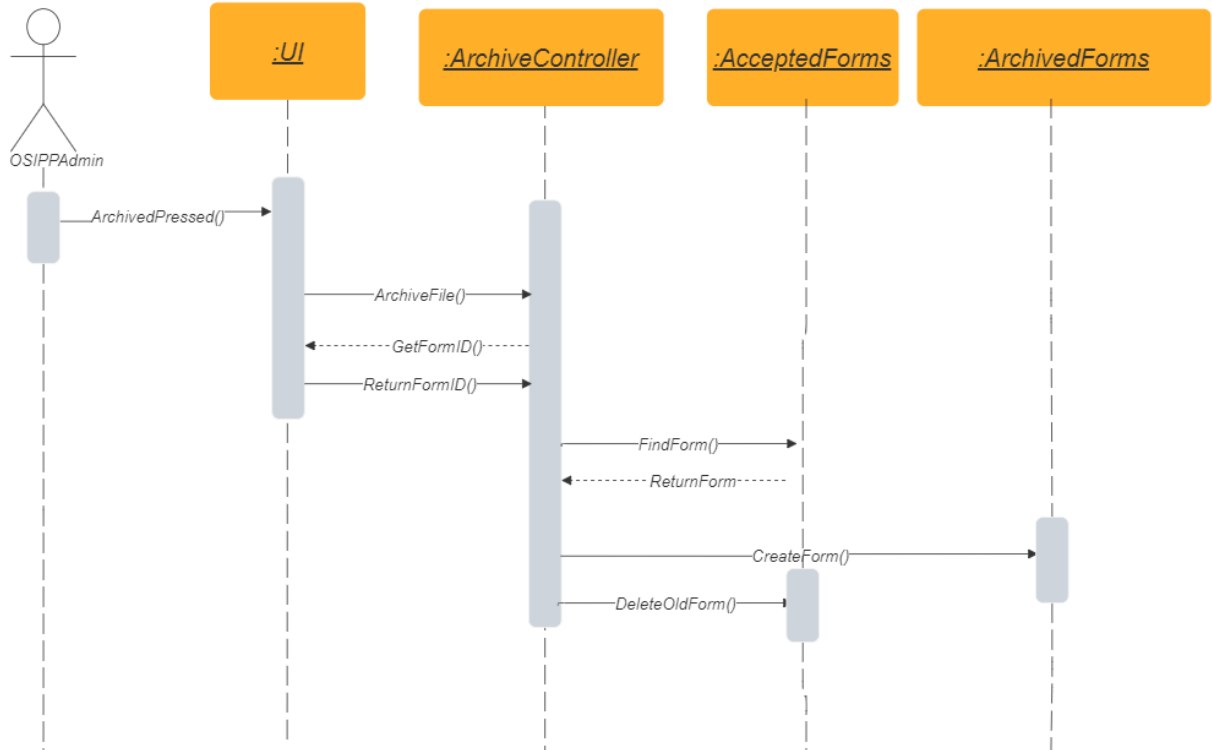 :UI
:ArchiveController
:AcceptedForms
:ArchivedForms
OSIPPAdmin
ArchivedPressed()
ArchiveFile()
GetFormID()
ReturnFormID()
FindForm()
ReturnForm
CreateForm()
DeleteOldForm()